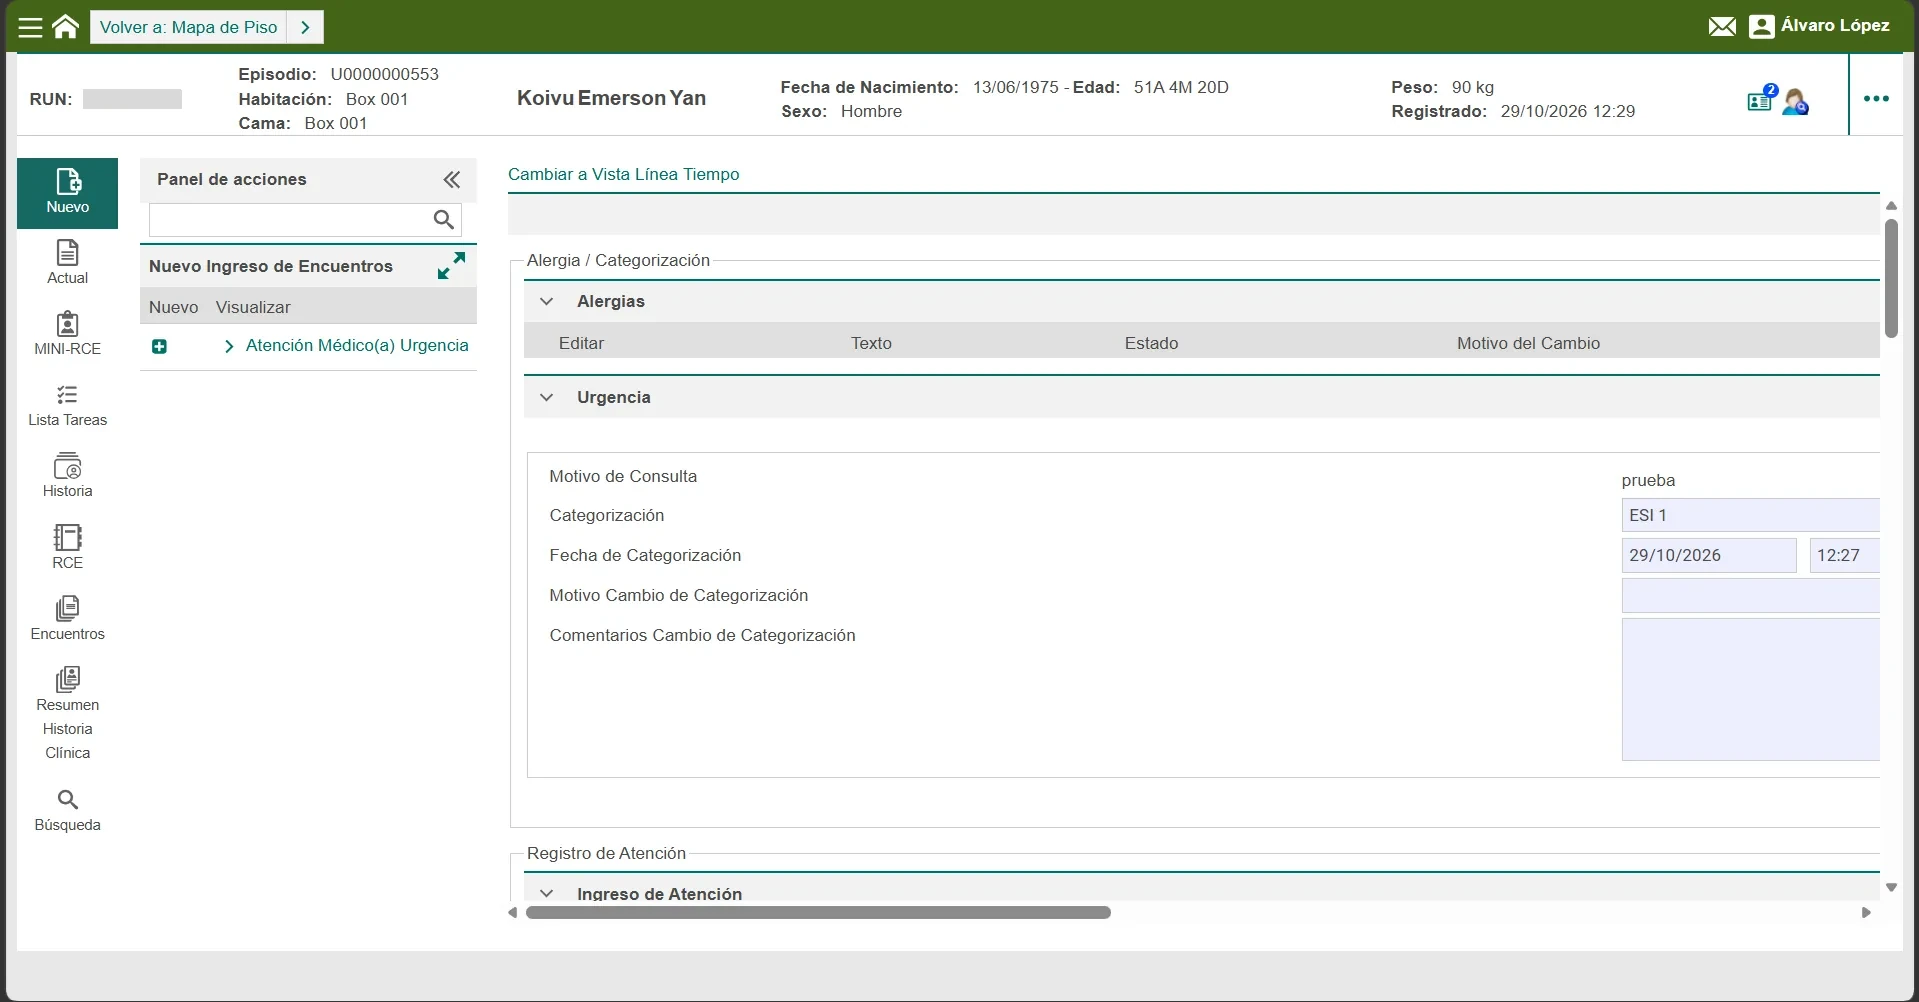 Volver a: Mapa de Piso
Álvaro López
RUN:
Episodio: U0000000553
Habitación: Box 001
Cama: Box 001
Koivu Emerson Yan
Fecha de Nacimiento: 13/06/1975 - Edad: 51A 4M 20D
Sexo: Hombre
Peso: 90 kg
Registrado: 29/10/2026 12:29
2
Nuevo
Actual
MINI-RCE
Lista Tareas
Historia
RCE
Encuentros
Resumen
Historia
Clínica
Búsqueda
Panel de acciones
Nuevo Ingreso de Encuentros
Nuevo Visualizar
Atención Médico(a) Urgencia
Cambiar a Vista Línea Tiempo
Alergia / Categorización
Alergias
Editar Texto Estado Motivo del Cambio
Urgencia
Motivo de Consulta prueba
Categorización ESI 1
Fecha de Categorización 29/10/2026 12:27
Motivo Cambio de Categorización
Comentarios Cambio de Categorización
Registro de Atención
Ingreso de Atención